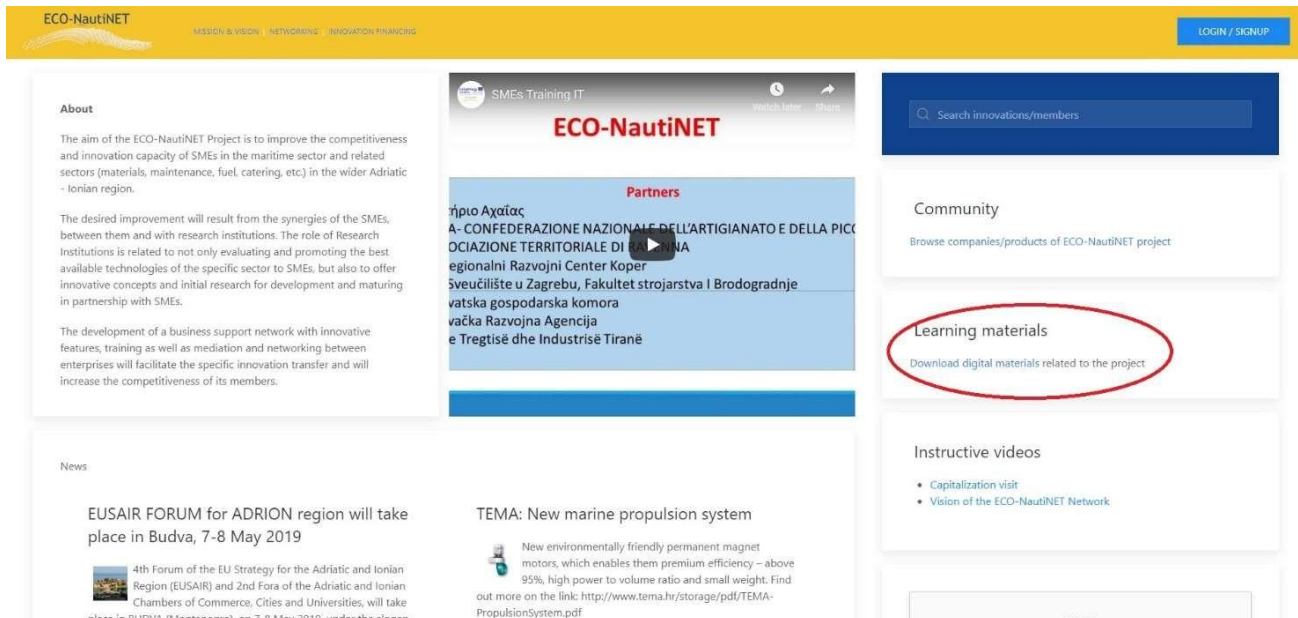 ECO-NautiNET
MISSION & VISION | NETWORKING | INNOVATION FINANCING
LOGIN / SIGNUP
About
The aim of the ECO-NautiNET Project is to improve the competitiveness
and innovation capacity of SMEs in the maritime sector and related
sectors (materials, maintenance, fuel, catering, etc.) in the wider Adriatic
- Ionian region.
The desired improvement will result from the synergies of the SMEs,
between them and with research institutions. The role of Research
Institutions is related to not only evaluating and promoting the best
available technologies of the specific sector to SMEs, but also to offer
innovative concepts and initial research for development and maturing
in partnership with SMEs.
The development of a business support network with innovative
features, training as well as mediation and networking between
enterprises will facilitate the specific innovation transfer and will
increase the competitiveness of its members.
SMEs Training IT
Watch later
Share
ECO-NautiNET
Partners
τήριο Αχαΐας
A- CONFEDERAZIONE NAZIONALE DELL'ARTIGIANATO E DELLA PICC
OCIAZIONE TERRITORIALE DI RAVENNA
egionalni Razvojni Center Koper
Sveučilište u Zagrebu, Fakultet strojarstva I Brodogradnje
vatska gospodarska komora
vačka Razvojna Agencija
e Tregtisë dhe Industrisë Tiranë
Search innovations/members
Community
Browse companies/products of ECO-NautiNET project
Learning materials
Download digital materials related to the project
Instructive videos
• Capitalization visit
• Vision of the ECO-NautiNET Network
News
EUSAIR FORUM for ADRION region will take
place in Budva, 7-8 May 2019
4th Forum of the EU Strategy for the Adriatic and Ionian
Region (EUSAIR) and 2nd Fora of the Adriatic and Ionian
Chambers of Commerce, Cities and Universities, will take
place in BUDVA (Montenegro), on 7-8 May 2019, under the slogan
TEMA: New marine propulsion system
New environmentally friendly permanent magnet
motors, which enables them premium efficiency – above
95%, high power to volume ratio and small weight. Find
out more on the link: http://www.tema.hr/storage/pdf/TEMA-
PropulsionSystem.pdf